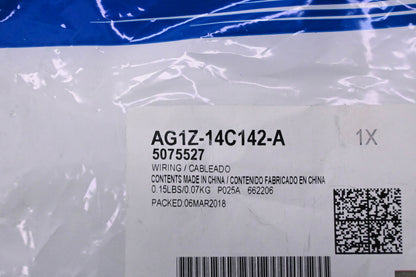 AG1Z-14C142-A 1X
5075527
WIRING / CABLEADO
CONTENTS MADE IN CHINA / CONTENIDO FABRICADO EN CHINA
0.15LBS/0.07KG P025A 662206
PACKED:06MAR2018